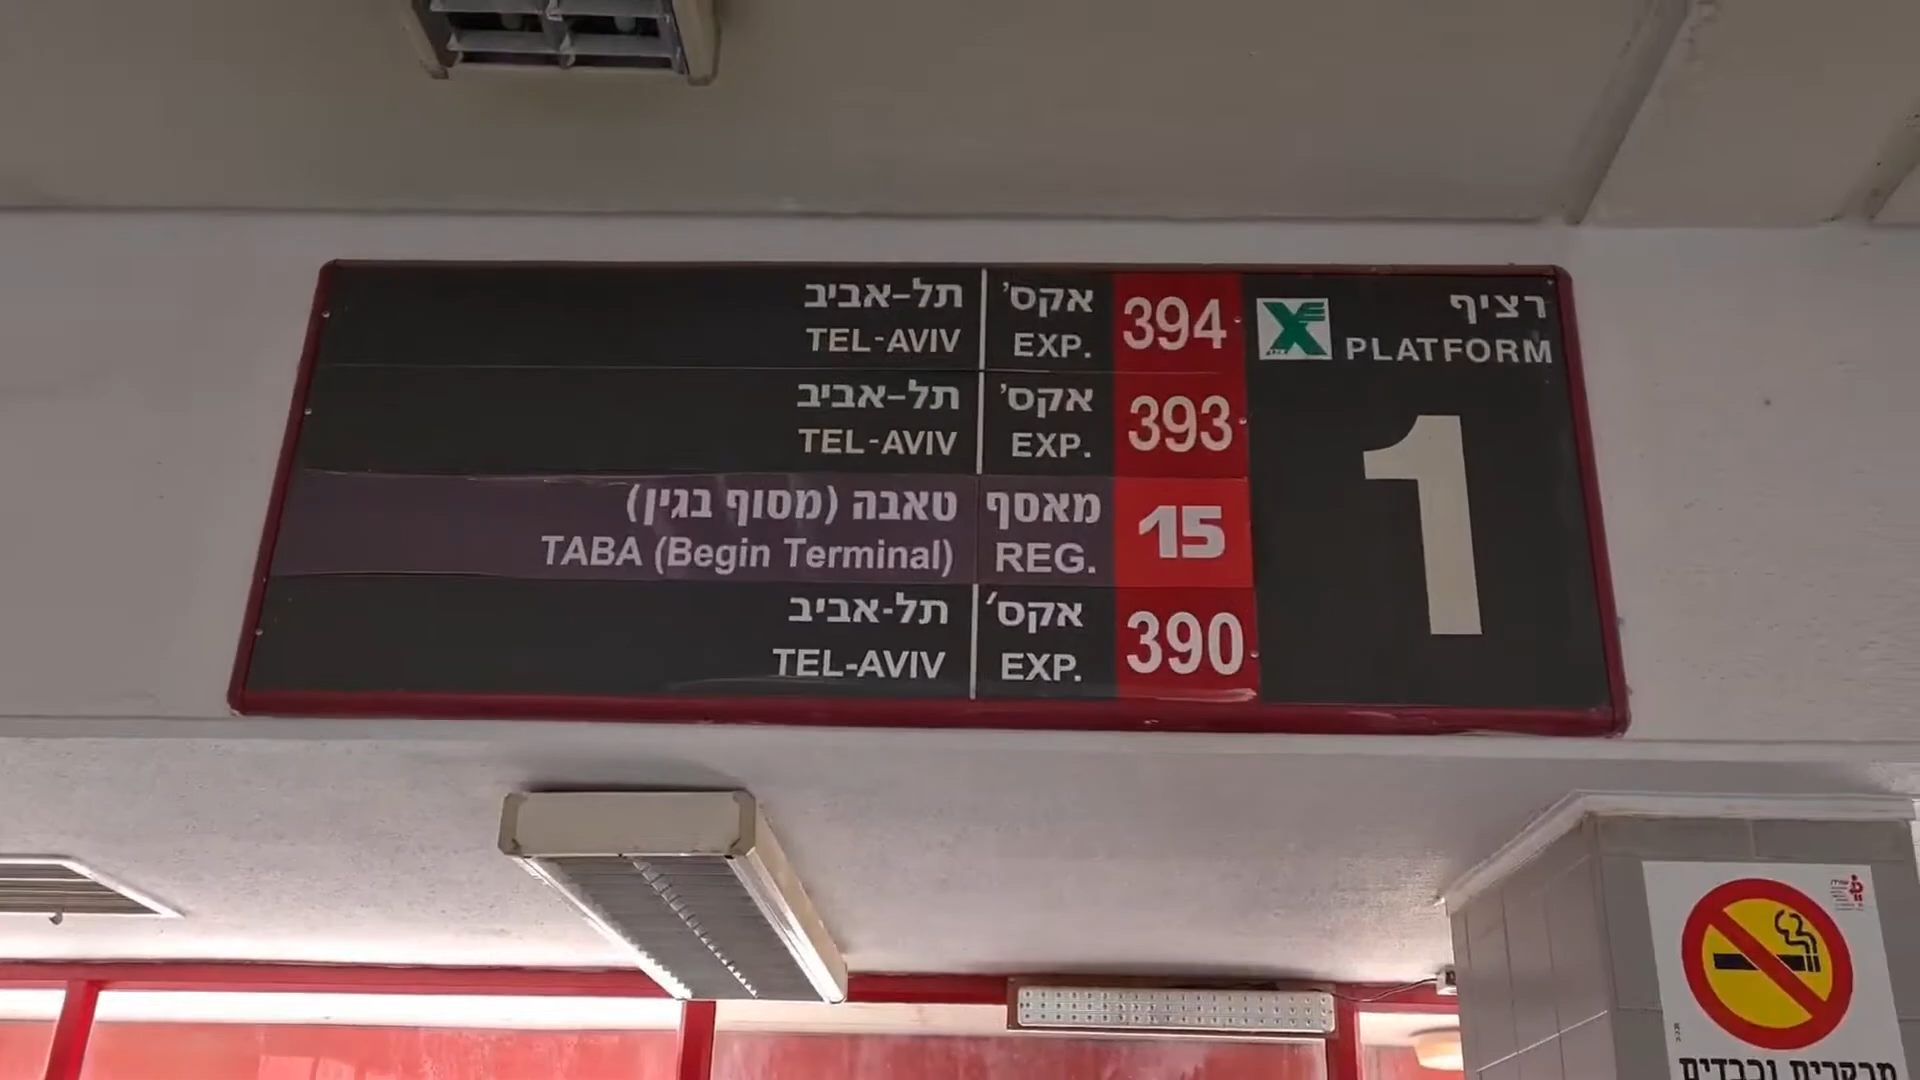 רציף
PLATFORM
1
394 אקס' תל-אביב
EXP. TEL-AVIV
393 אקס' תל-אביב
EXP. TEL-AVIV
15 מאסף טאבה (מסוף בגין)
REG. TABA (Begin Terminal)
390 אקס' תל-אביב
EXP. TEL-AVIV